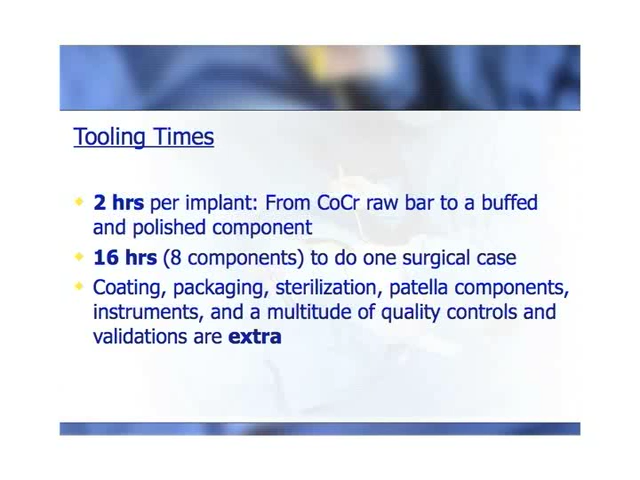 Tooling Times
2 hrs per implant: From CoCr raw bar to a buffed
and polished component
16 hrs (8 components) to do one surgical case
Coating, packaging, sterilization, patella components,
instruments, and a multitude of quality controls and
validations are extra